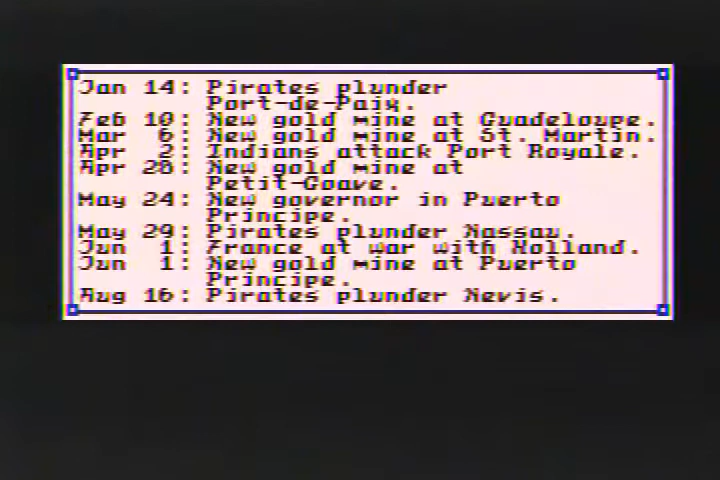 Jan 14: Pirates plunder
Port-de-Paix.
Feb 10: New gold mine at Guadeloupe.
Mar 6: New gold mine at St. Martin.
Apr 2: Indians attack Port Royale.
Apr 28: New gold mine at
Petit-Goave.
May 24: New governor in Puerto
Principe.
May 29: Pirates plunder Nassau.
Jun 1: France at war with Holland.
Jun 1: New gold mine at Puerto
Principe.
Aug 16: Pirates plunder Nevis.